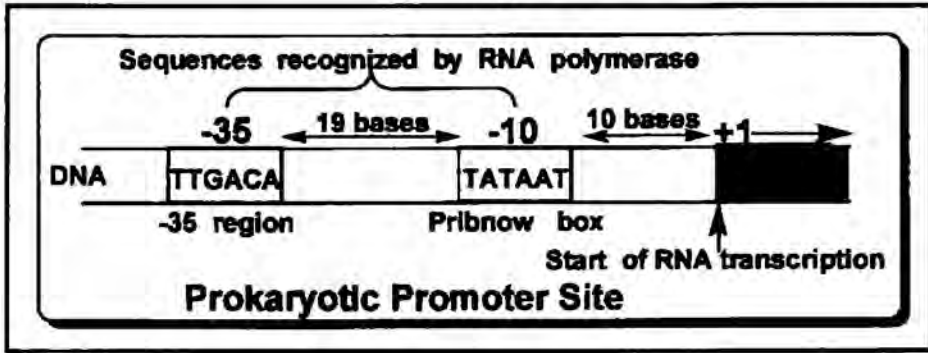 Sequences recognized by RNA polymerase
-35 19 bases -10 10 bases +1
DNA TTGACA TATAAT
-35 region Pribnow box
Start of RNA transcription
Prokaryotic Promoter Site